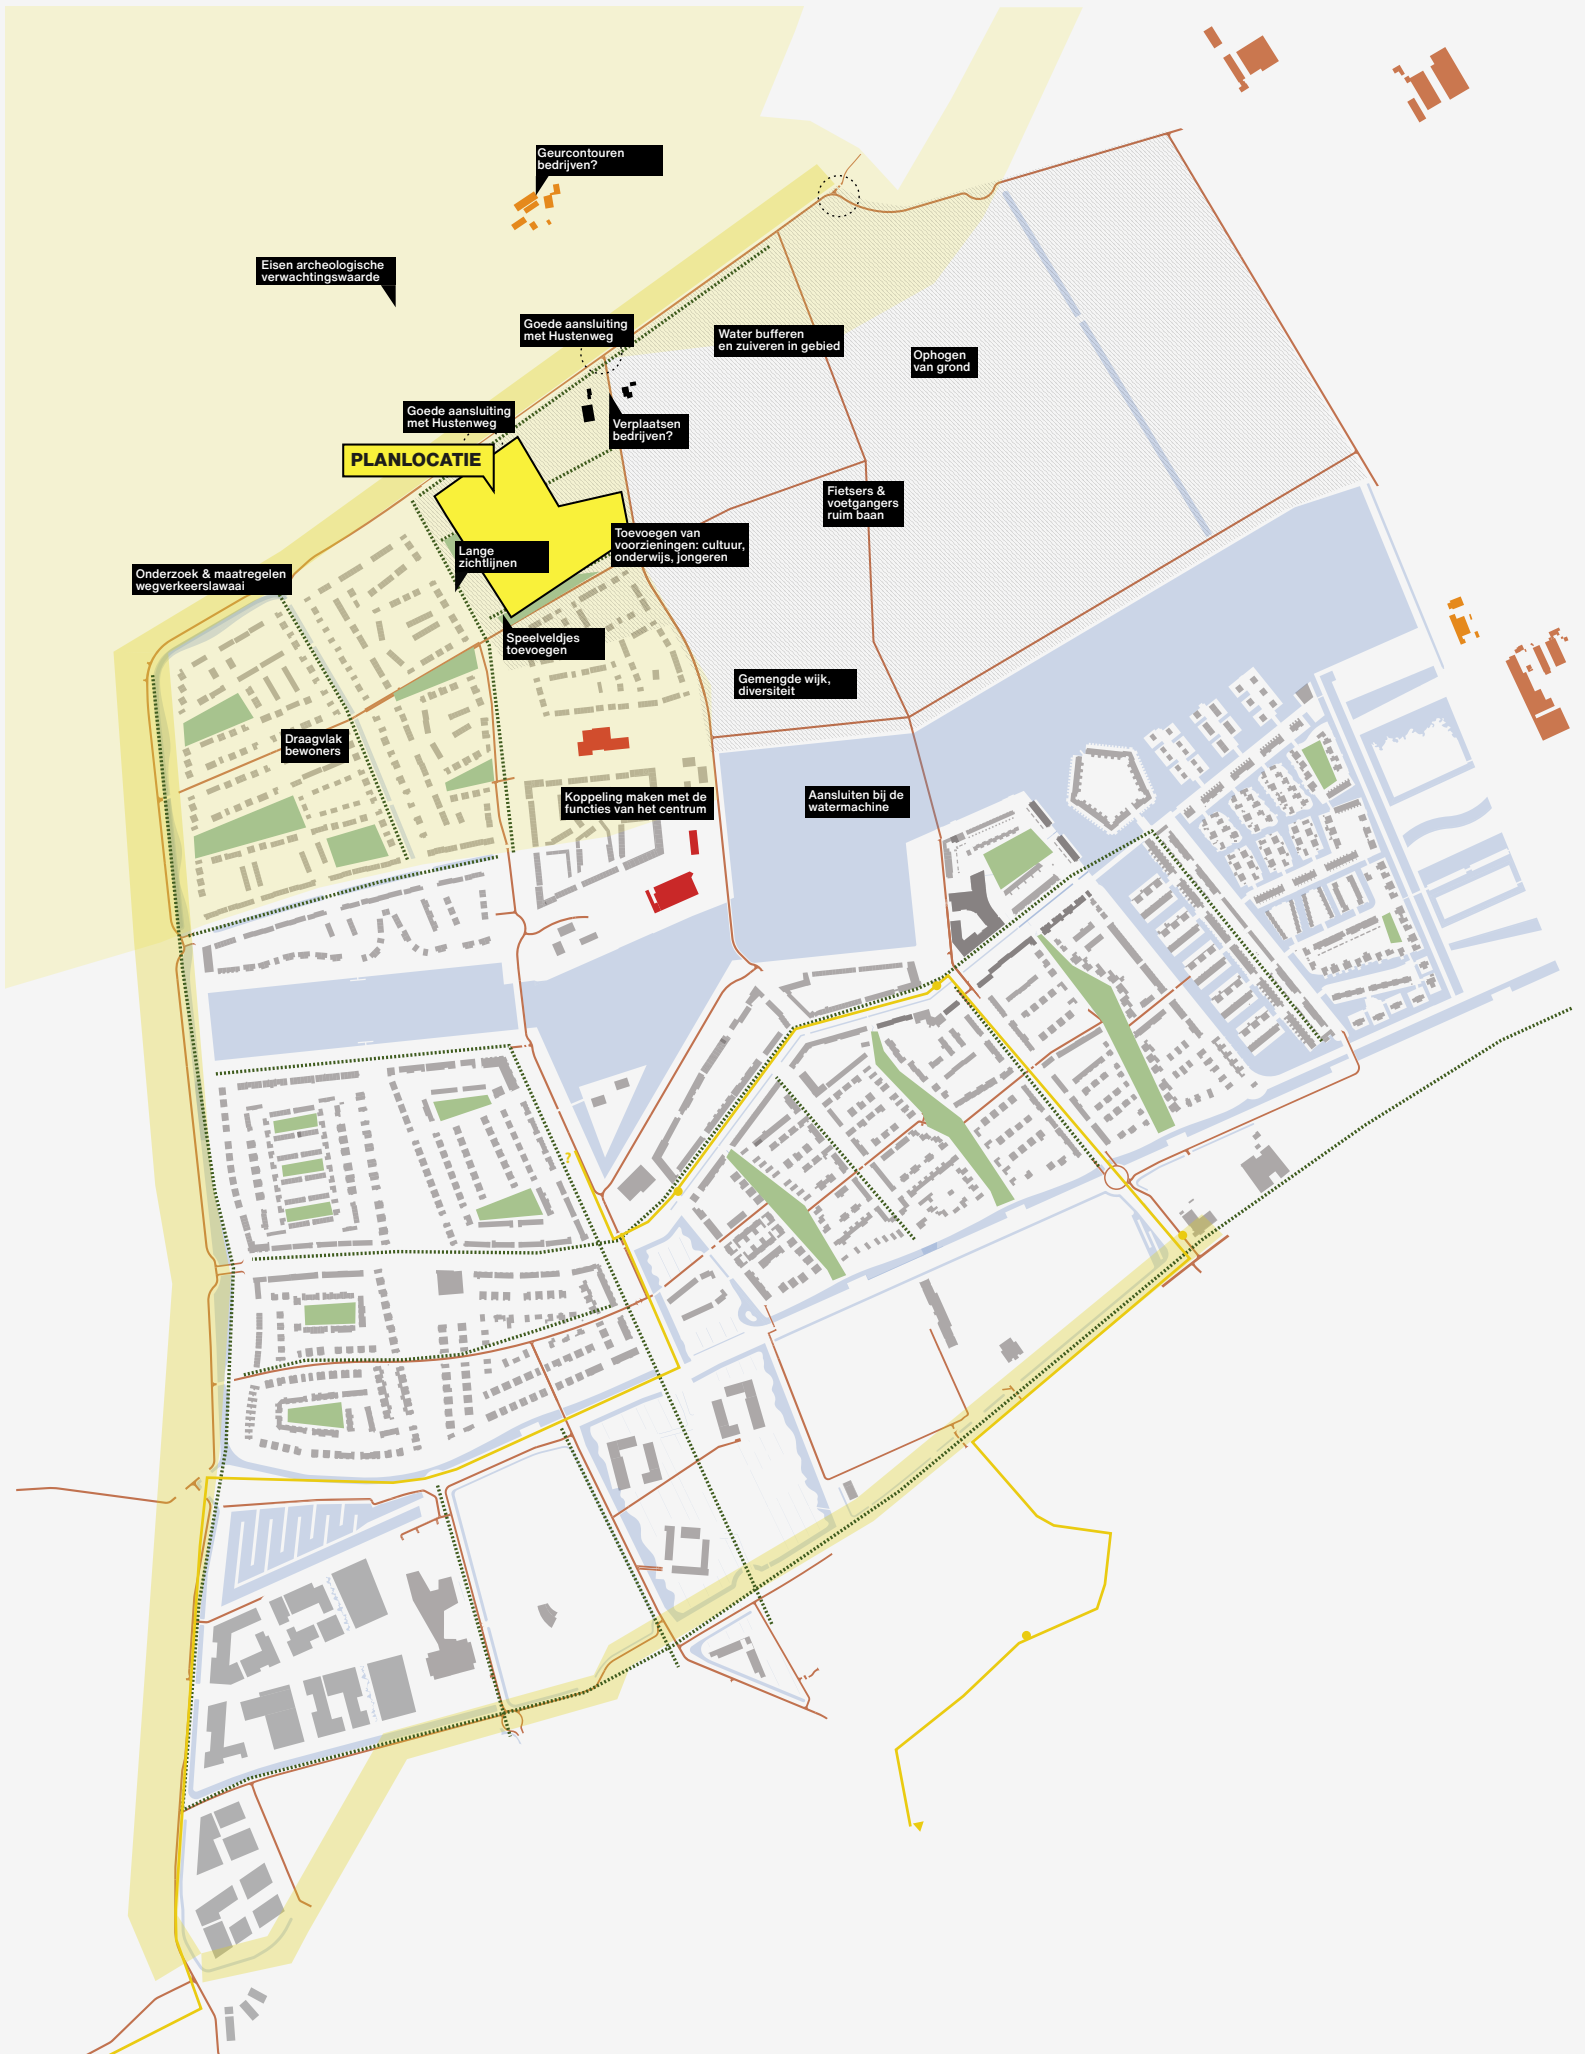 Geurcontouren
bedrijven?
Eisen archeologische
verwachtingswaarde
Goede aansluiting
met Hustenweg
Water bufferen
en zuiveren in gebied
Ophogen
van grond
Goede aansluiting
met Hustenweg
Verplaatsen
bedrijven?
PLANLOCATIE
Fietsers &
voetgangers
ruim baan
Toevoegen van
voorzieningen: cultuur,
onderwijs, jongeren
Lange
zichtlijnen
Onderzoek & maatregelen
wegverkeerslawaai
Speelveldjes
toevoegen
Gemengde wijk,
diversiteit
Draagvlak
bewoners
Koppeling maken met de
functies van het centrum
Aansluiten bij de
watermachine
?